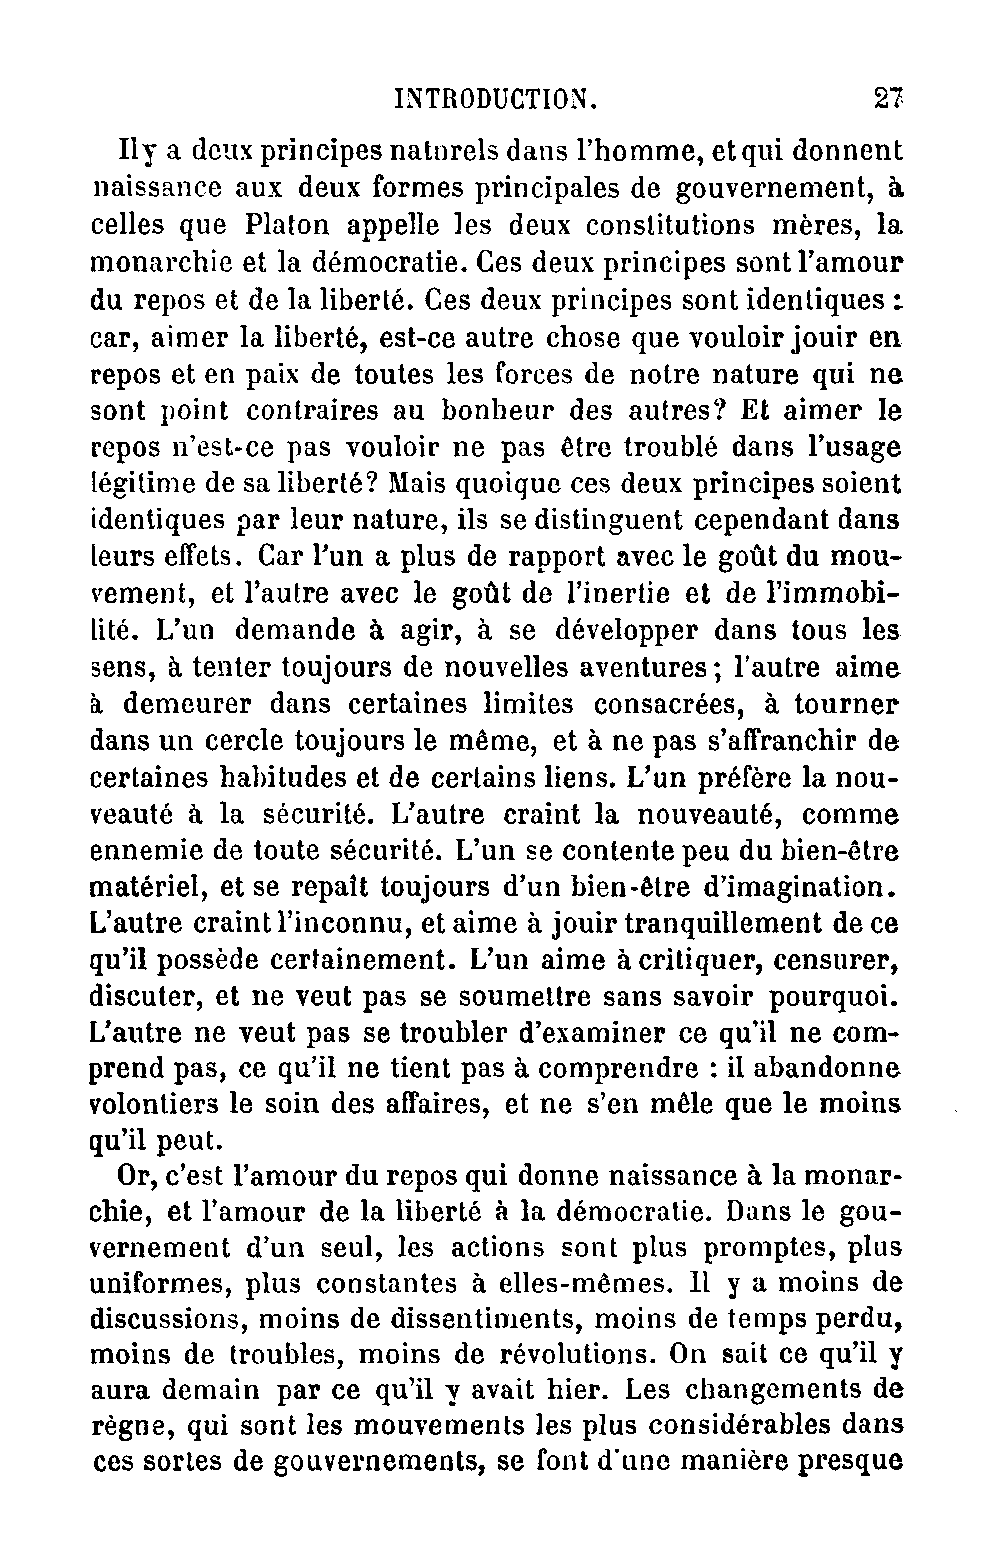 INTRODUCTION. 27
Il y a deux principes naturels dans l'homme, et qui donnent
naissance aux deux formes principales de gouvernement, à
celles que Platon appelle les deux constitutions mères, la
monarchie et la démocratie. Ces deux principes sont l'amour
du repos et de la liberté. Ces deux principes sont identiques :
car, aimer la liberté, est-ce autre chose que vouloir jouir en
repos et en paix de toutes les forces de notre nature qui ne
sont point contraires au bonheur des autres? Et aimer le
repos n'est-ce pas vouloir ne pas être troublé dans l'usage
légitime de sa liberté? Mais quoique ces deux principes soient
identiques par leur nature, ils se distinguent cependant dans
leurs effets. Car l'un a plus de rapport avec le goût du mou-
vement, et l'autre avec le goût de l'inertie et de l'immobi-
lité. L'un demande à agir, à se développer dans tous les
sens, à tenter toujours de nouvelles aventures; l'autre aime
à demeurer dans certaines limites consacrées, à tourner
dans un cercle toujours le même, et à ne pas s'affranchir de
certaines habitudes et de certains liens. L'un préfère la nou-
veauté à la sécurité. L'autre craint la nouveauté, comme
ennemie de toute sécurité. L'un se contente peu du bien-être
matériel, et se repaît toujours d'un bien-être d'imagination.
L'autre craint l'inconnu, et aime à jouir tranquillement de ce
qu'il possède certainement. L'un aime à critiquer, censurer,
discuter, et ne veut pas se soumettre sans savoir pourquoi.
L'autre ne veut pas se troubler d'examiner ce qu'il ne com-
prend pas, ce qu'il ne tient pas à comprendre : il abandonne
volontiers le soin des affaires, et ne s'en mêle que le moins
qu'il peut.
Or, c'est l'amour du repos qui donne naissance à la monar-
chie, et l'amour de la liberté à la démocratie. Dans le gou-
vernement d'un seul, les actions sont plus promptes, plus
uniformes, plus constantes à elles-mêmes. Il y a moins de
discussions, moins de dissentiments, moins de temps perdu,
moins de troubles, moins de révolutions. On sait ce qu'il y
aura demain par ce qu'il y avait hier. Les changements de
règne, qui sont les mouvements les plus considérables dans
ces sortes de gouvernements, se font d'une manière presque